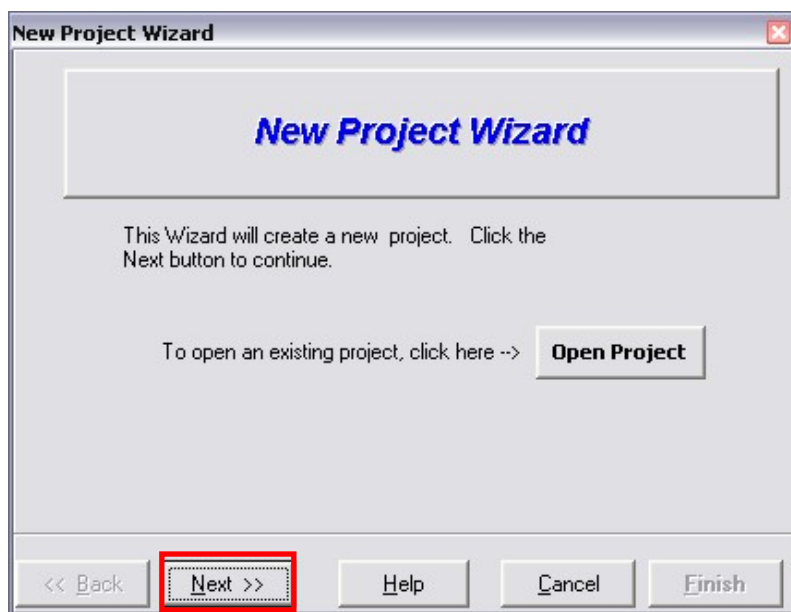 New Project Wizard
New Project Wizard
This Wizard will create a new project. Click the
Next button to continue.
To open an existing project, click here -->
Open Project
<< Back
Next >>
Help
Cancel
Finish